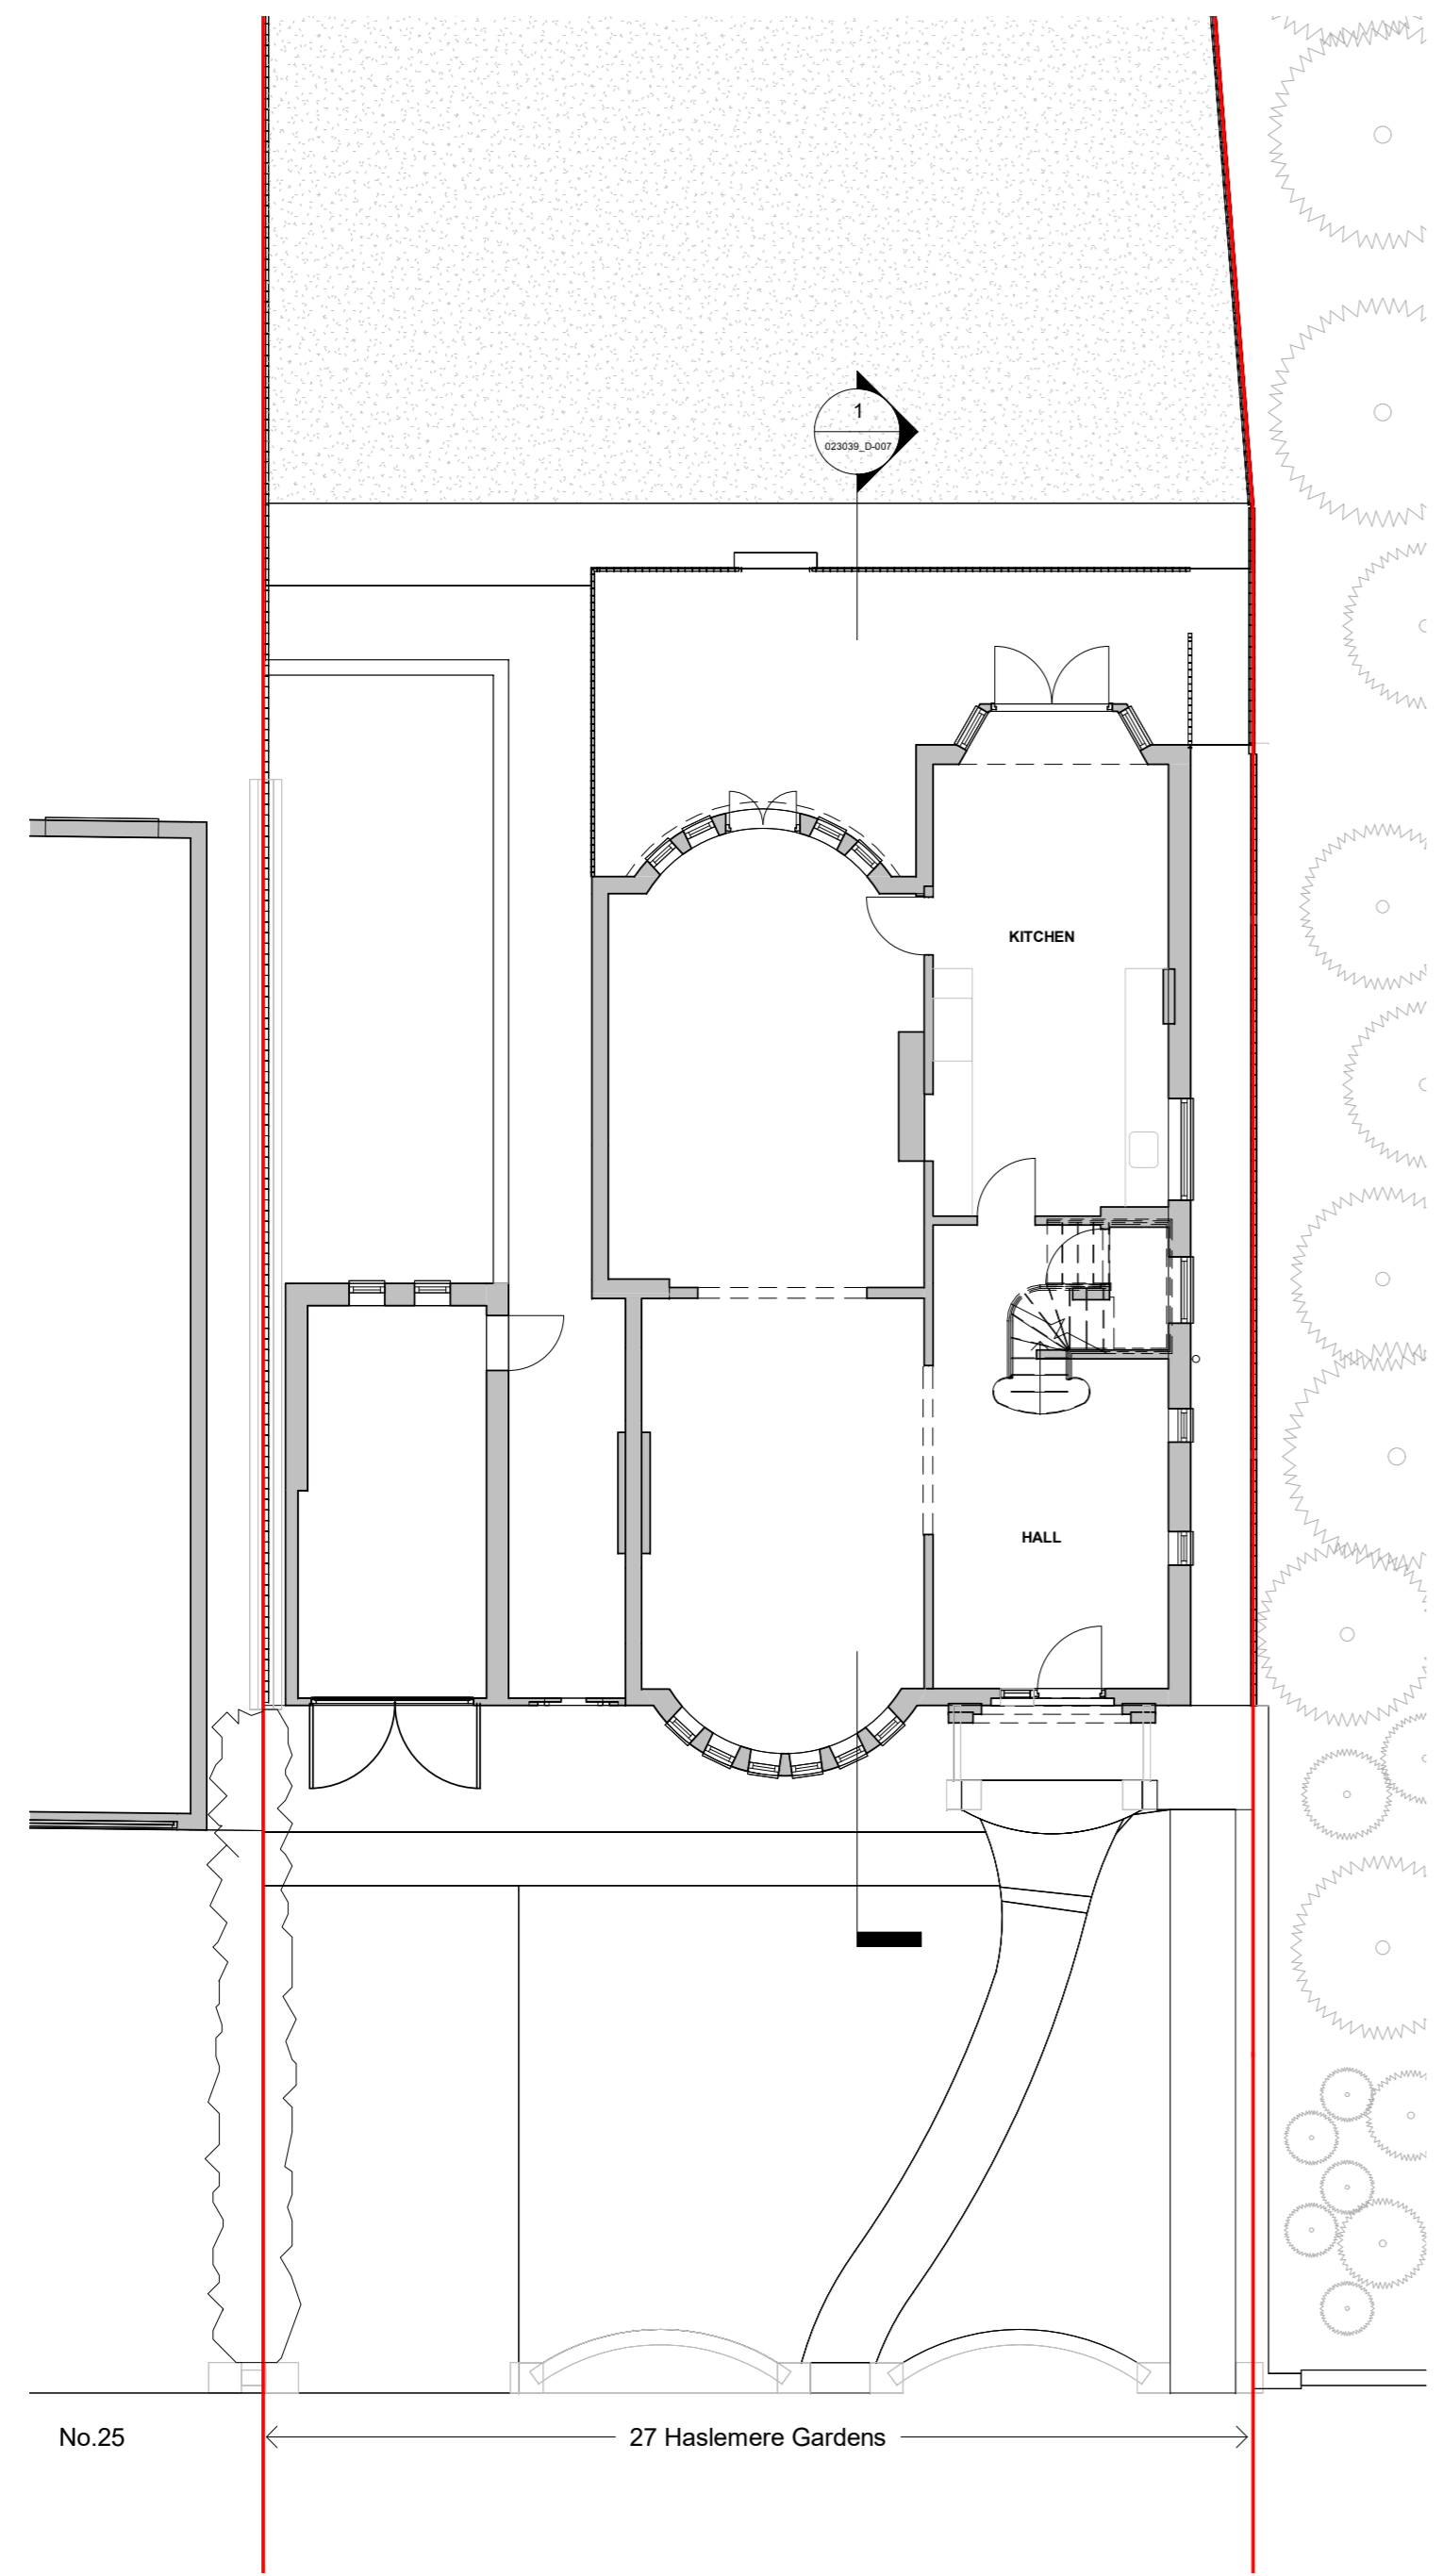 1
023039_D-007
KITCHEN
HALL
No.25
27 Haslemere Gardens